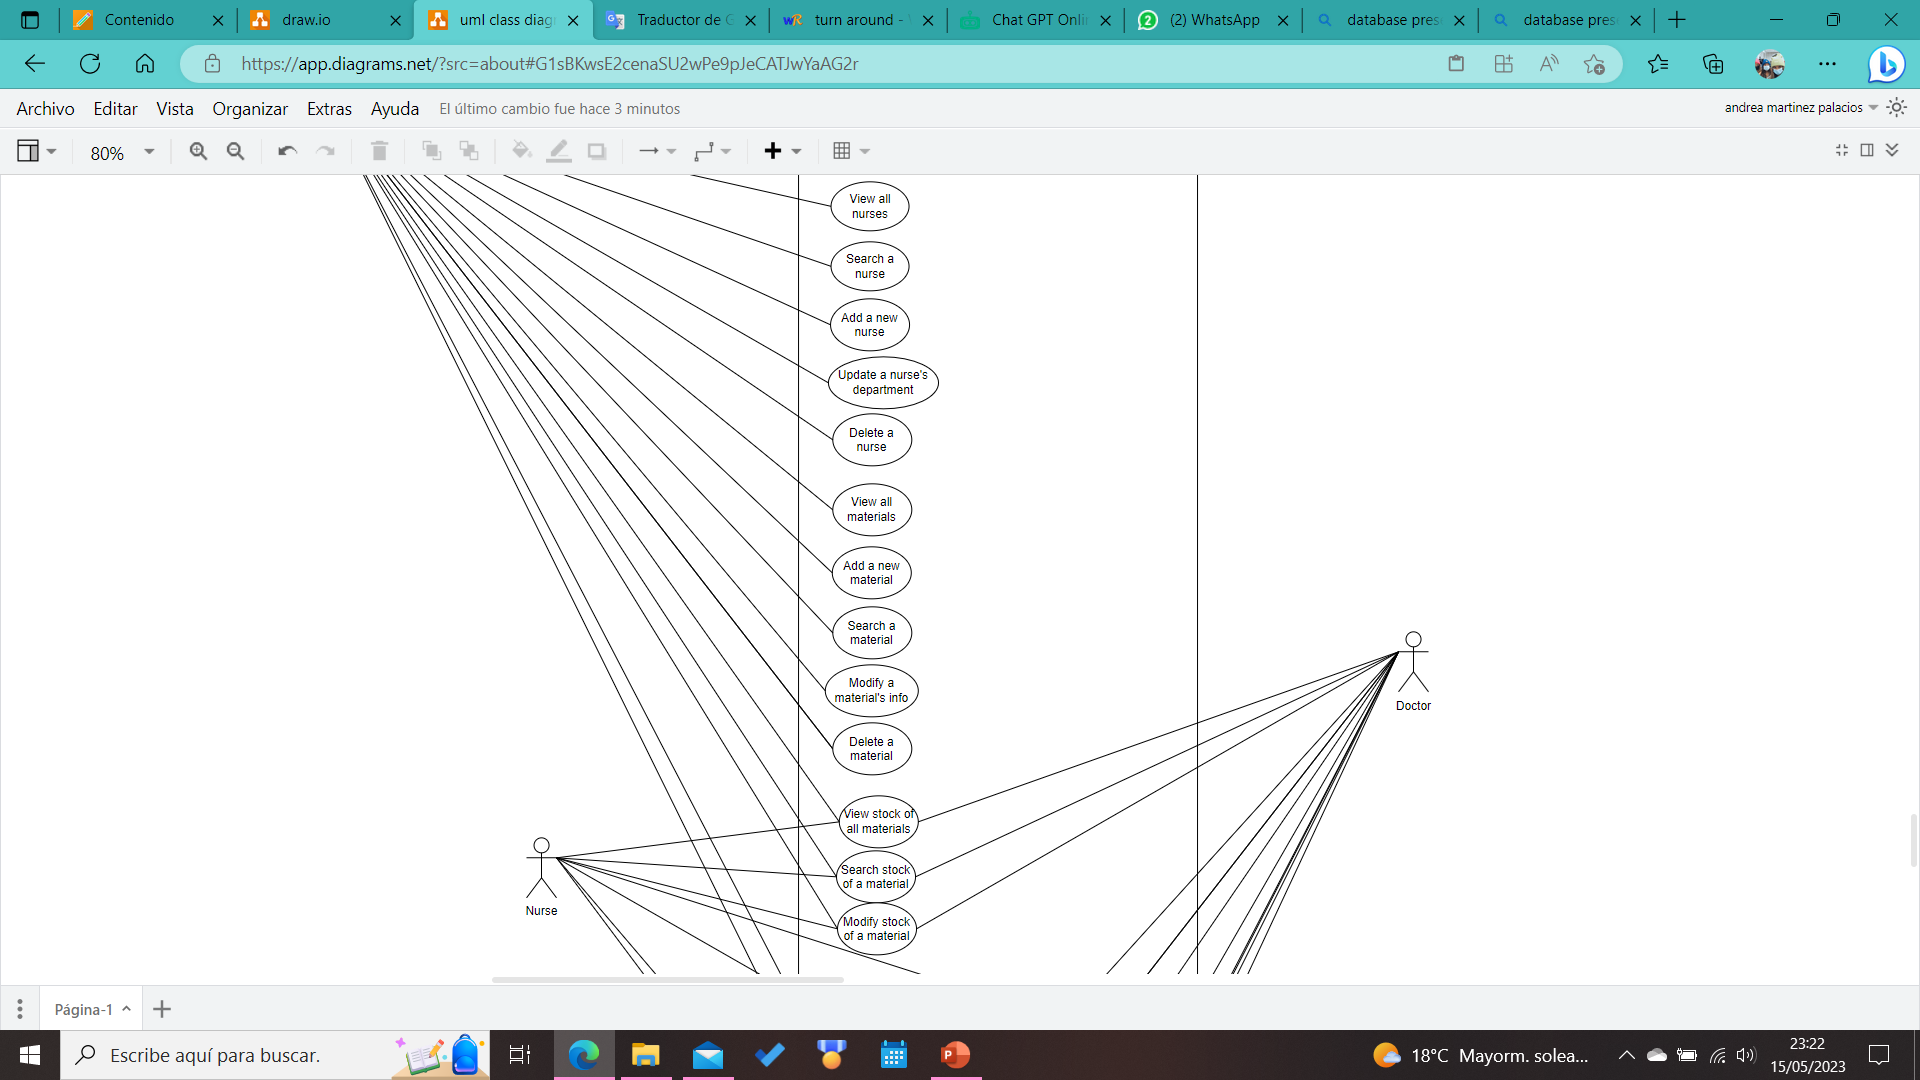 Contenido
draw.io
uml class diag
Traductor de G
turn around -
Chat GPT Onli
(2) WhatsApp
database pres
database pres
https://app.diagrams.net/?src=about#G1sBKwsE2cenaSU2wPe9pJeCATJwYaAG2r
Archivo Editar Vista Organizar Extras Ayuda El último cambio fue hace 3 minutos
andrea martinez palacios
80%
View all
nurses
Search a
nurse
Add a new
nurse
Update a nurse's
department
Delete a
nurse
View all
materials
Add a new
material
Search a
material
Modify a
material's info
Delete a
material
Doctor
View stock of
all materials
Search stock
of a material
Nurse
Modify stock
of a material
Página-1
Escribe aquí para buscar.
18°C Mayorm. solea...
23:22
15/05/2023